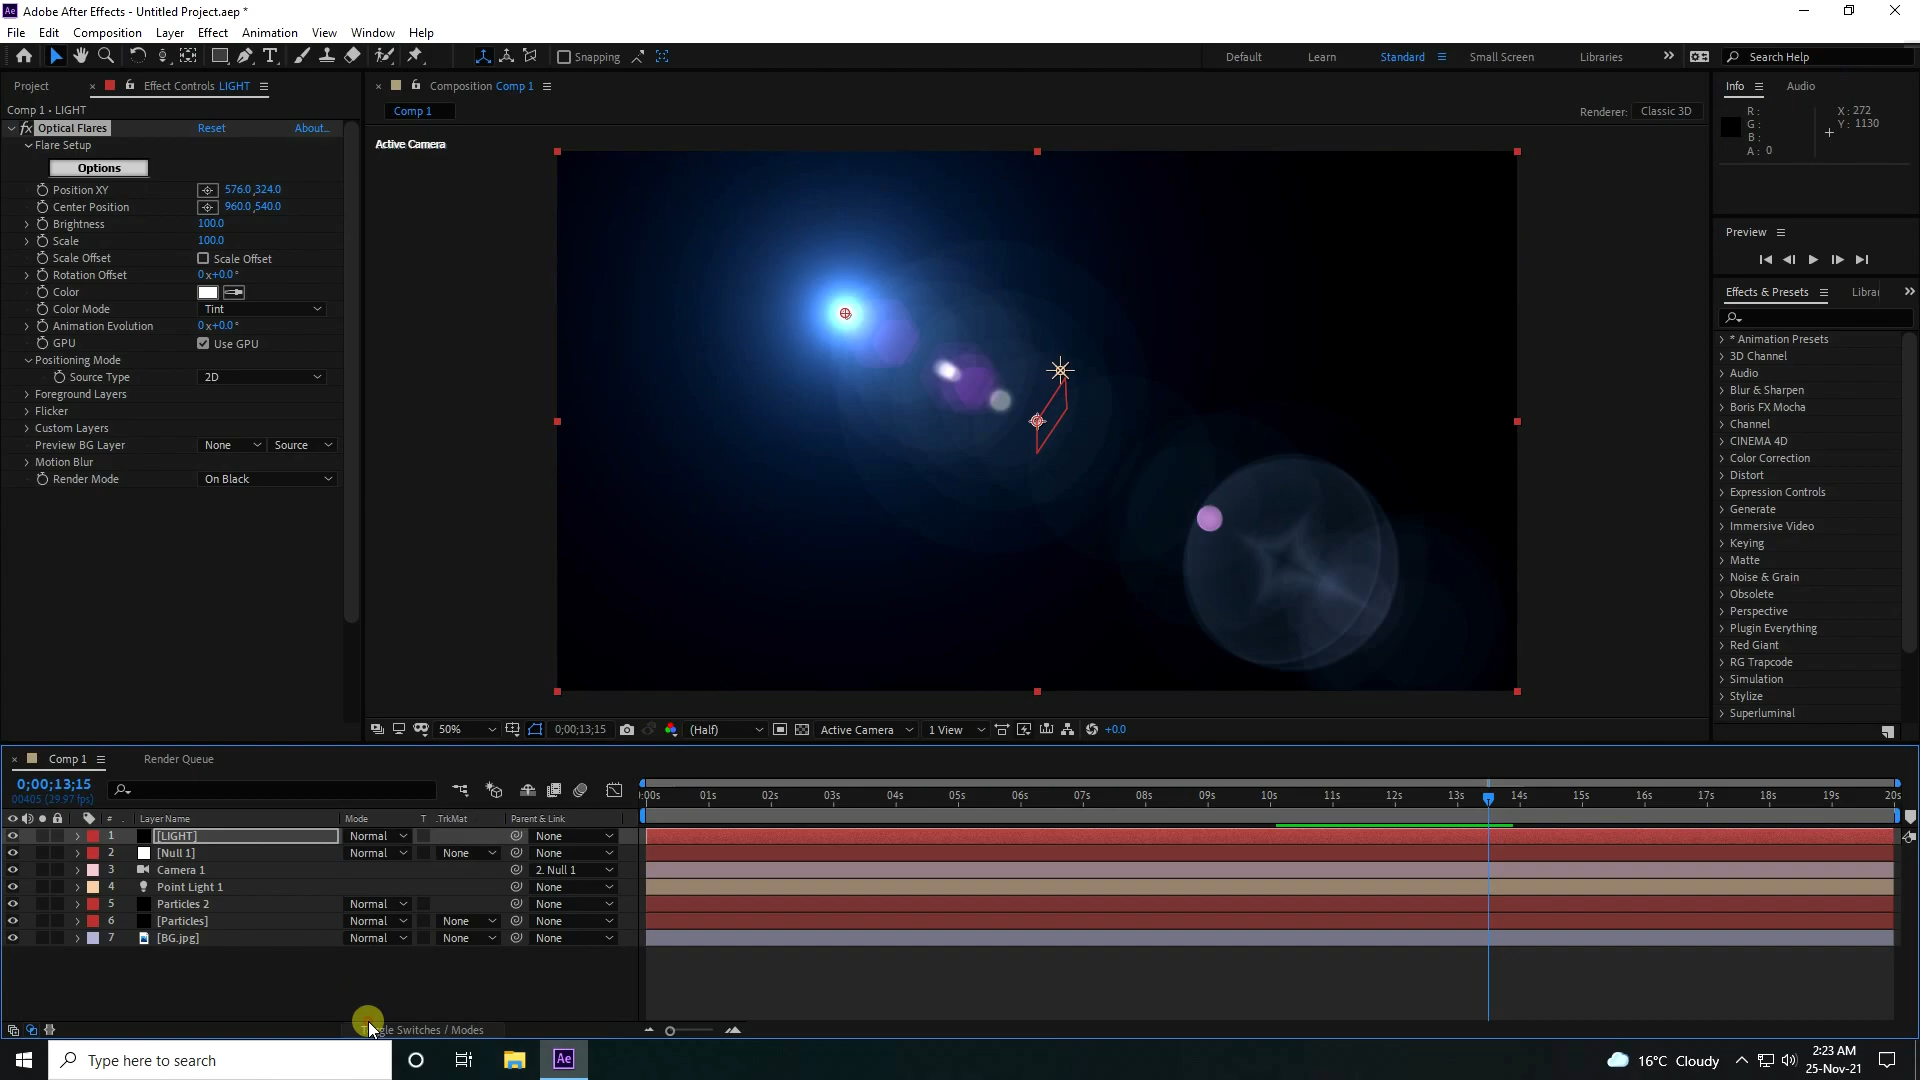 Adobe After Effects - Untitled Project.aep *
File Edit Composition Layer Effect Animation View Window Help
Snapping
Default Learn Standard Small Screen Libraries Search Help
Project Effect Controls LIGHT
Comp 1 • LIGHT
fx Optical Flares Reset About...
Flare Setup
Options
Position XY 576.0,324.0
Center Position 960.0,540.0
Brightness 100.0
Scale 100.0
Scale Offset Scale Offset
Rotation Offset 0x+0.0°
Color
Color Mode Tint
Animation Evolution 0x+0.0°
GPU Use GPU
Positioning Mode
Source Type 2D
Foreground Layers
Flicker
Custom Layers
Preview BG Layer None Source
Motion Blur
Render Mode On Black
Composition Comp 1
Comp 1
Renderer: Classic 3D
Active Camera
50% 0;00;13;15 (Half) Active Camera 1 View +0.0
Info Audio
R: X: 272
G: Y: 1130
B:
A: 0
Preview
Effects & Presets Librar
* Animation Presets
3D Channel
Audio
Blur & Sharpen
Boris FX Mocha
Channel
CINEMA 4D
Color Correction
Distort
Expression Controls
Generate
Immersive Video
Keying
Matte
Noise & Grain
Obsolete
Perspective
Plugin Everything
Red Giant
RG Trapcode
Simulation
Stylize
Superluminal
Comp 1 Render Queue
0;00;13;15
00405 (29.97 fps)
:00s 01s 02s 03s 04s 05s 06s 07s 08s 09s 10s 11s 12s 13s 14s 15s 16s 17s 18s 19s 20s
# Layer Name Mode T .TrkMat Parent & Link
1 [LIGHT] Normal None
2 [Null 1] Normal None None
3 Camera 1 2. Null 1
4 Point Light 1 None
5 Particles 2 Normal None
6 [Particles] Normal None None
7 [BG.jpg] Normal None None
Switches / Modes
Type here to search
Ae
16°C Cloudy
2:23 AM
25-Nov-21